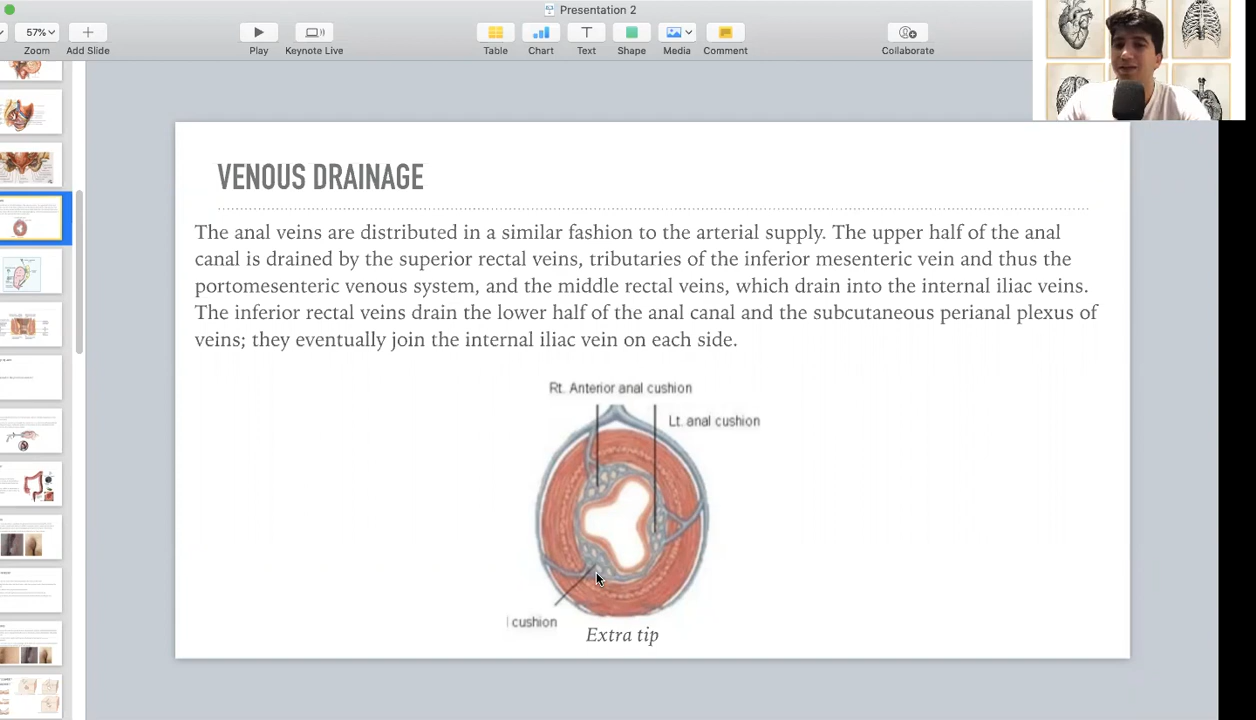 Presentation 2
57%
Zoom
Add Slide
Play
Keynote Live
Table
Chart
Text
Shape
Media
Comment
Collaborate
VENOUS DRAINAGE
The anal veins are distributed in a similar fashion to the arterial supply. The upper half of the anal
canal is drained by the superior rectal veins, tributaries of the inferior mesenteric vein and thus the
portomesenteric venous system, and the middle rectal veins, which drain into the internal iliac veins.
The inferior rectal veins drain the lower half of the anal canal and the subcutaneous perianal plexus of
veins; they eventually join the internal iliac vein on each side.
Rt. Anterior anal cushion
Lt. anal cushion
l cushion
Extra tip